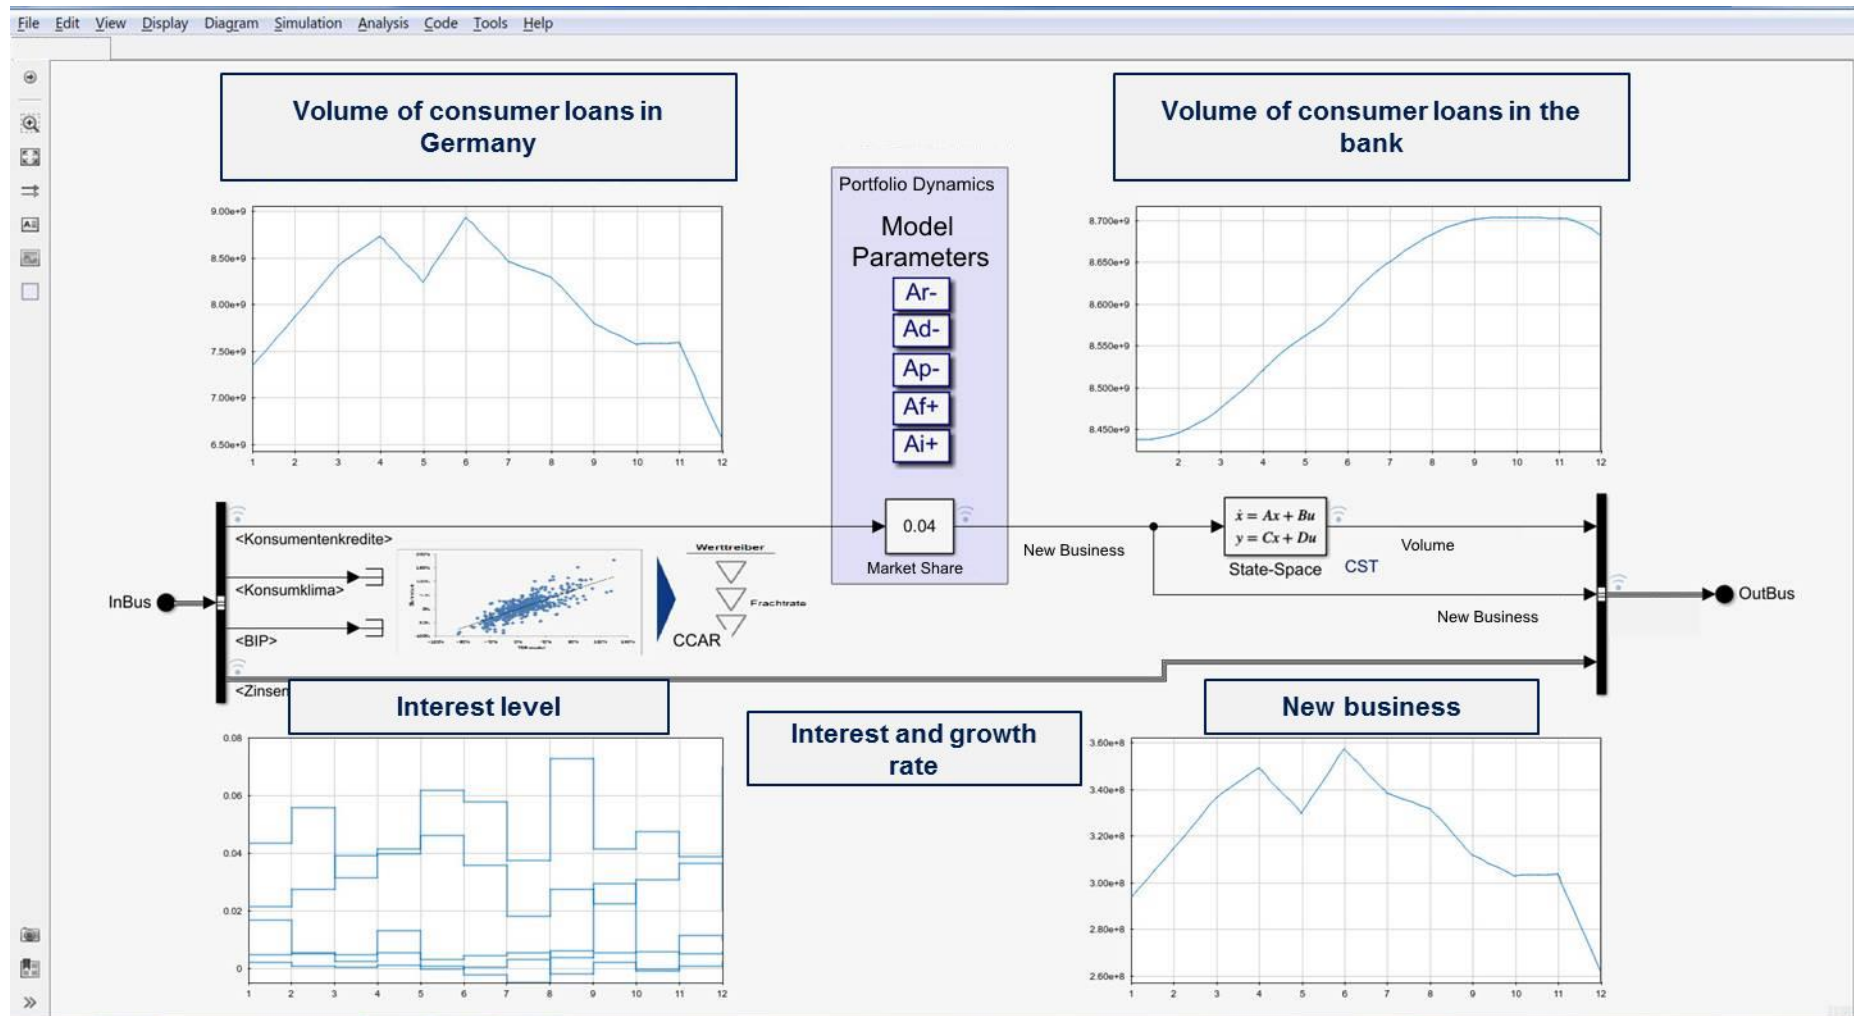 File Edit View Display Diagram Simulation Analysis Code Tools Help
Volume of consumer loans in
Germany
Volume of consumer loans in the
bank
Portfolio Dynamics
Model
Parameters
Ar-
Ad-
Ap-
Af+
Ai+
0.04
Market Share
9.00e+9
8.50e+9
8.00e+9
7.50e+9
7.00e+9
6.50e+9
1 2 3 4 5 6 7 8 9 10 11 12
8.700e+9
8.650e+9
8.600e+9
8.550e+9
8.500e+9
8.450e+9
2 3 4 5 6 7 8 9 10 11 12
InBus
<Konsumentenkredite>
<Konsumklima>
<BIP>
<Zinsen
Werttreiber
Frachtrate
CCAR
New Business
ẋ = Ax + Bu
y = Cx + Du
State-Space
CST
Volume
New Business
OutBus
Interest level
Interest and growth
rate
New business
0.08
0.06
0.04
0.02
0
1 2 3 4 5 6 7 8 9 10 11 12
3.60e+8
3.40e+8
3.20e+8
3.00e+8
2.80e+8
2.60e+8
1 2 3 4 5 6 7 8 9 10 11 12